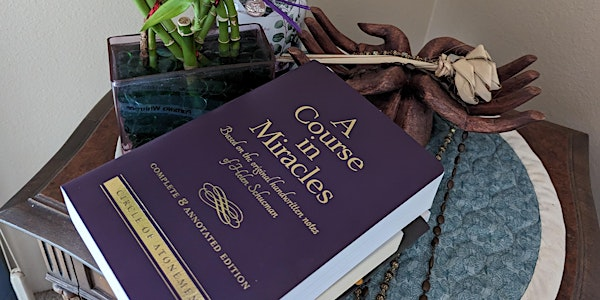 A
Course
in
Miracles
Based on the original handwritten notes
of Helen Schucman
COMPLETE & ANNOTATED EDITION
CIRCLE OF ATONEMENT